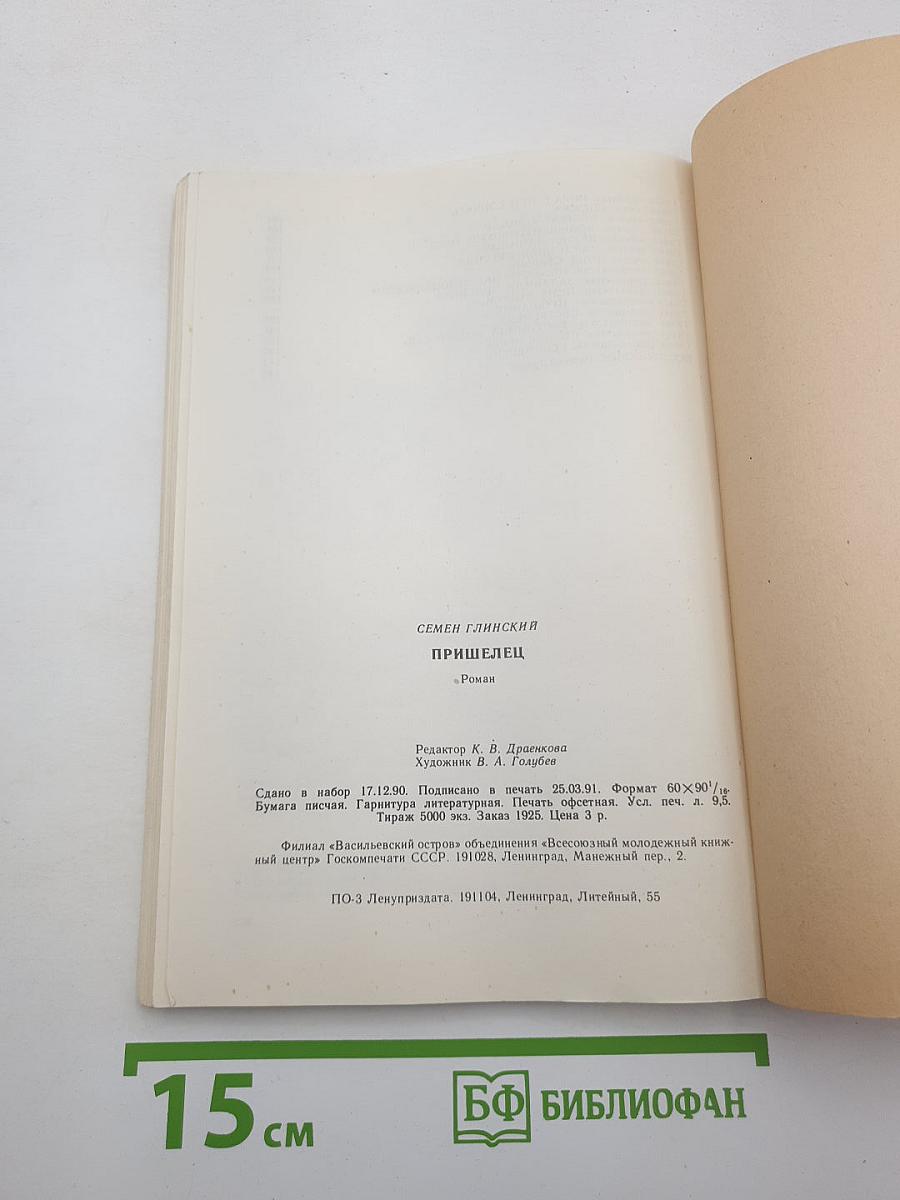 СЕМЕН ГЛИНСКИЙ
ПРИШЕЛЕЦ
Роман
Редактор К. В. Драенкова
Художник В. А. Голубев
Сдано в набор 17.12.90. Подписано в печать 25.03.91. Формат 60×90¹/₁₆.
Бумага писчая. Гарнитура литературная. Печать офсетная. Усл. печ. л. 9,5.
Тираж 5000 экз. Заказ 1925. Цена 3 р.
Филиал «Васильевский остров» объединения «Всесоюзный молодежный книж-
ный центр» Госкомпечати СССР. 191028, Ленинград, Манежный пер., 2.
ПО-3 Ленуприздата. 191104, Ленинград, Литейный, 55
15 см
БФ БИБЛИОФАН